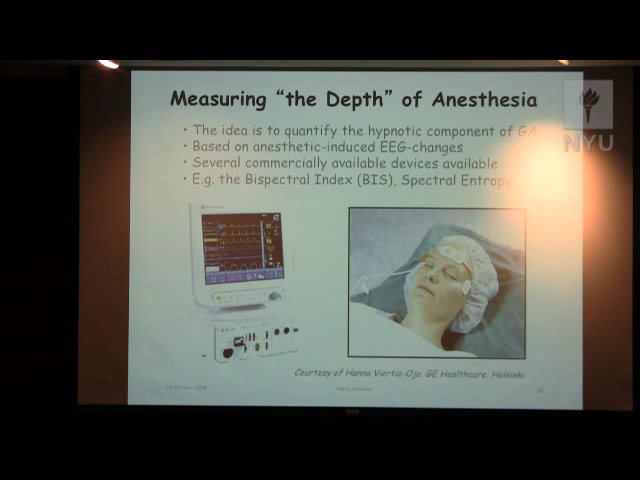 Measuring “the Depth” of Anesthesia
NYU
• The idea is to quantify the hypnotic component of GA
• Based on anesthetic-induced EEG-changes
• Several commercially available devices available
• E.g. the Bispectral Index (BIS), Spectral Entropy
Courtesy of Hanna Viertio-Oja, GE Healthcare, Helsinki